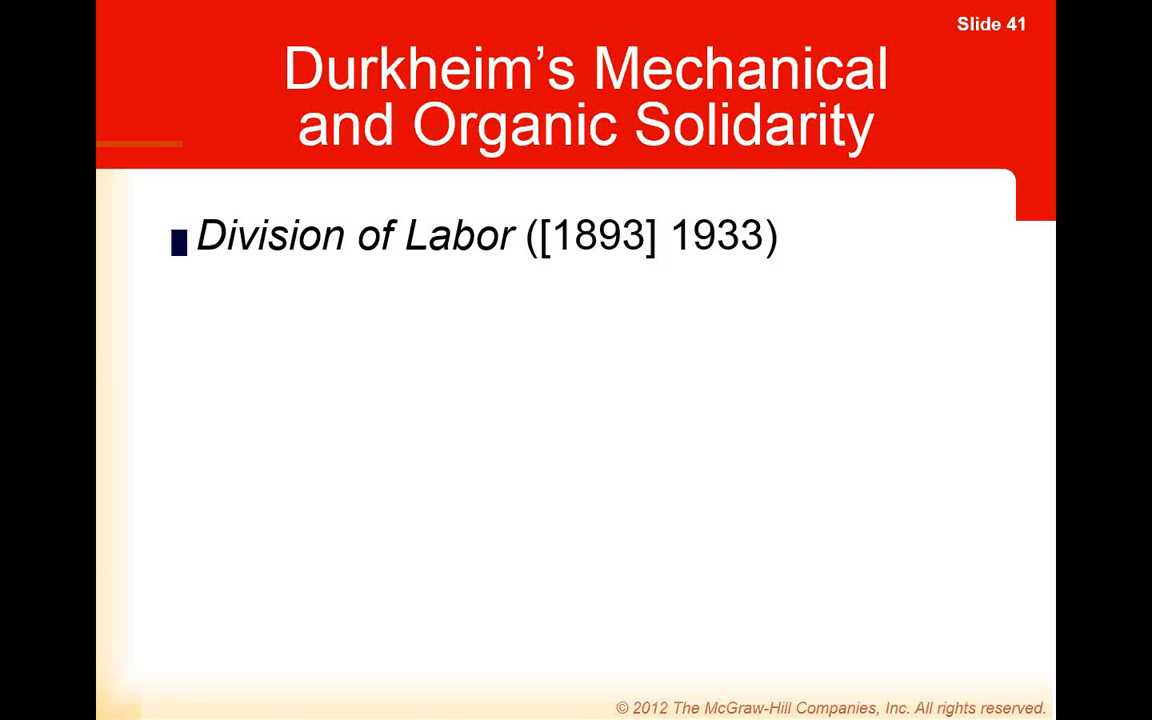 Slide 41
Durkheim’s Mechanical
and Organic Solidarity
Division of Labor ([1893] 1933)
© 2012 The McGraw-Hill Companies, Inc. All rights reserved.